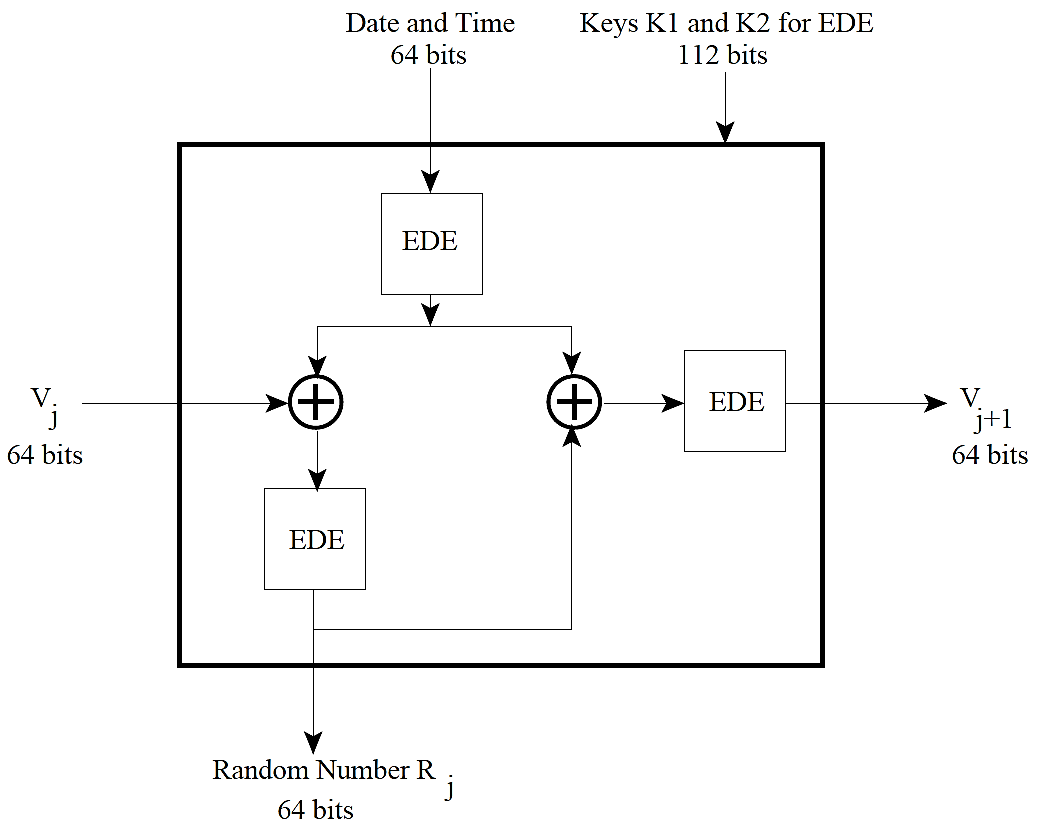 Date and Time
64 bits
Keys K1 and K2 for EDE
112 bits
EDE
V j
64 bits
EDE
V j+1
64 bits
EDE
Random Number R j
64 bits